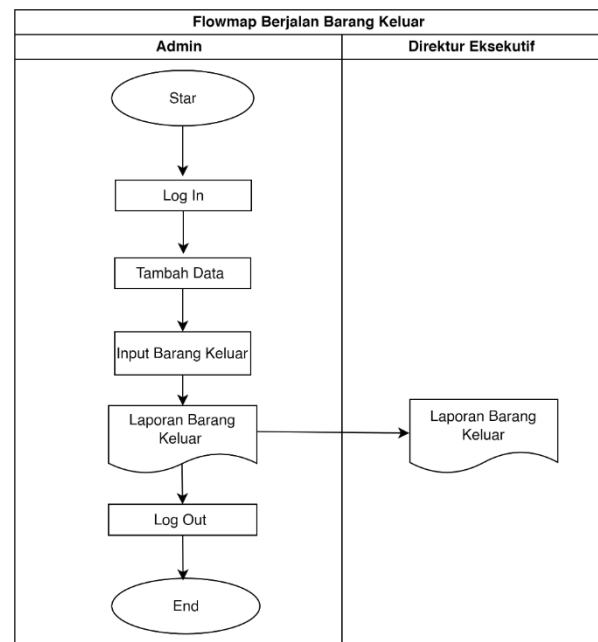 Flowmap Berjalan Barang Keluar
Admin
Direktur Eksekutif
Star
Log In
Tambah Data
Input Barang Keluar
Laporan Barang
Keluar
Laporan Barang
Keluar
Log Out
End